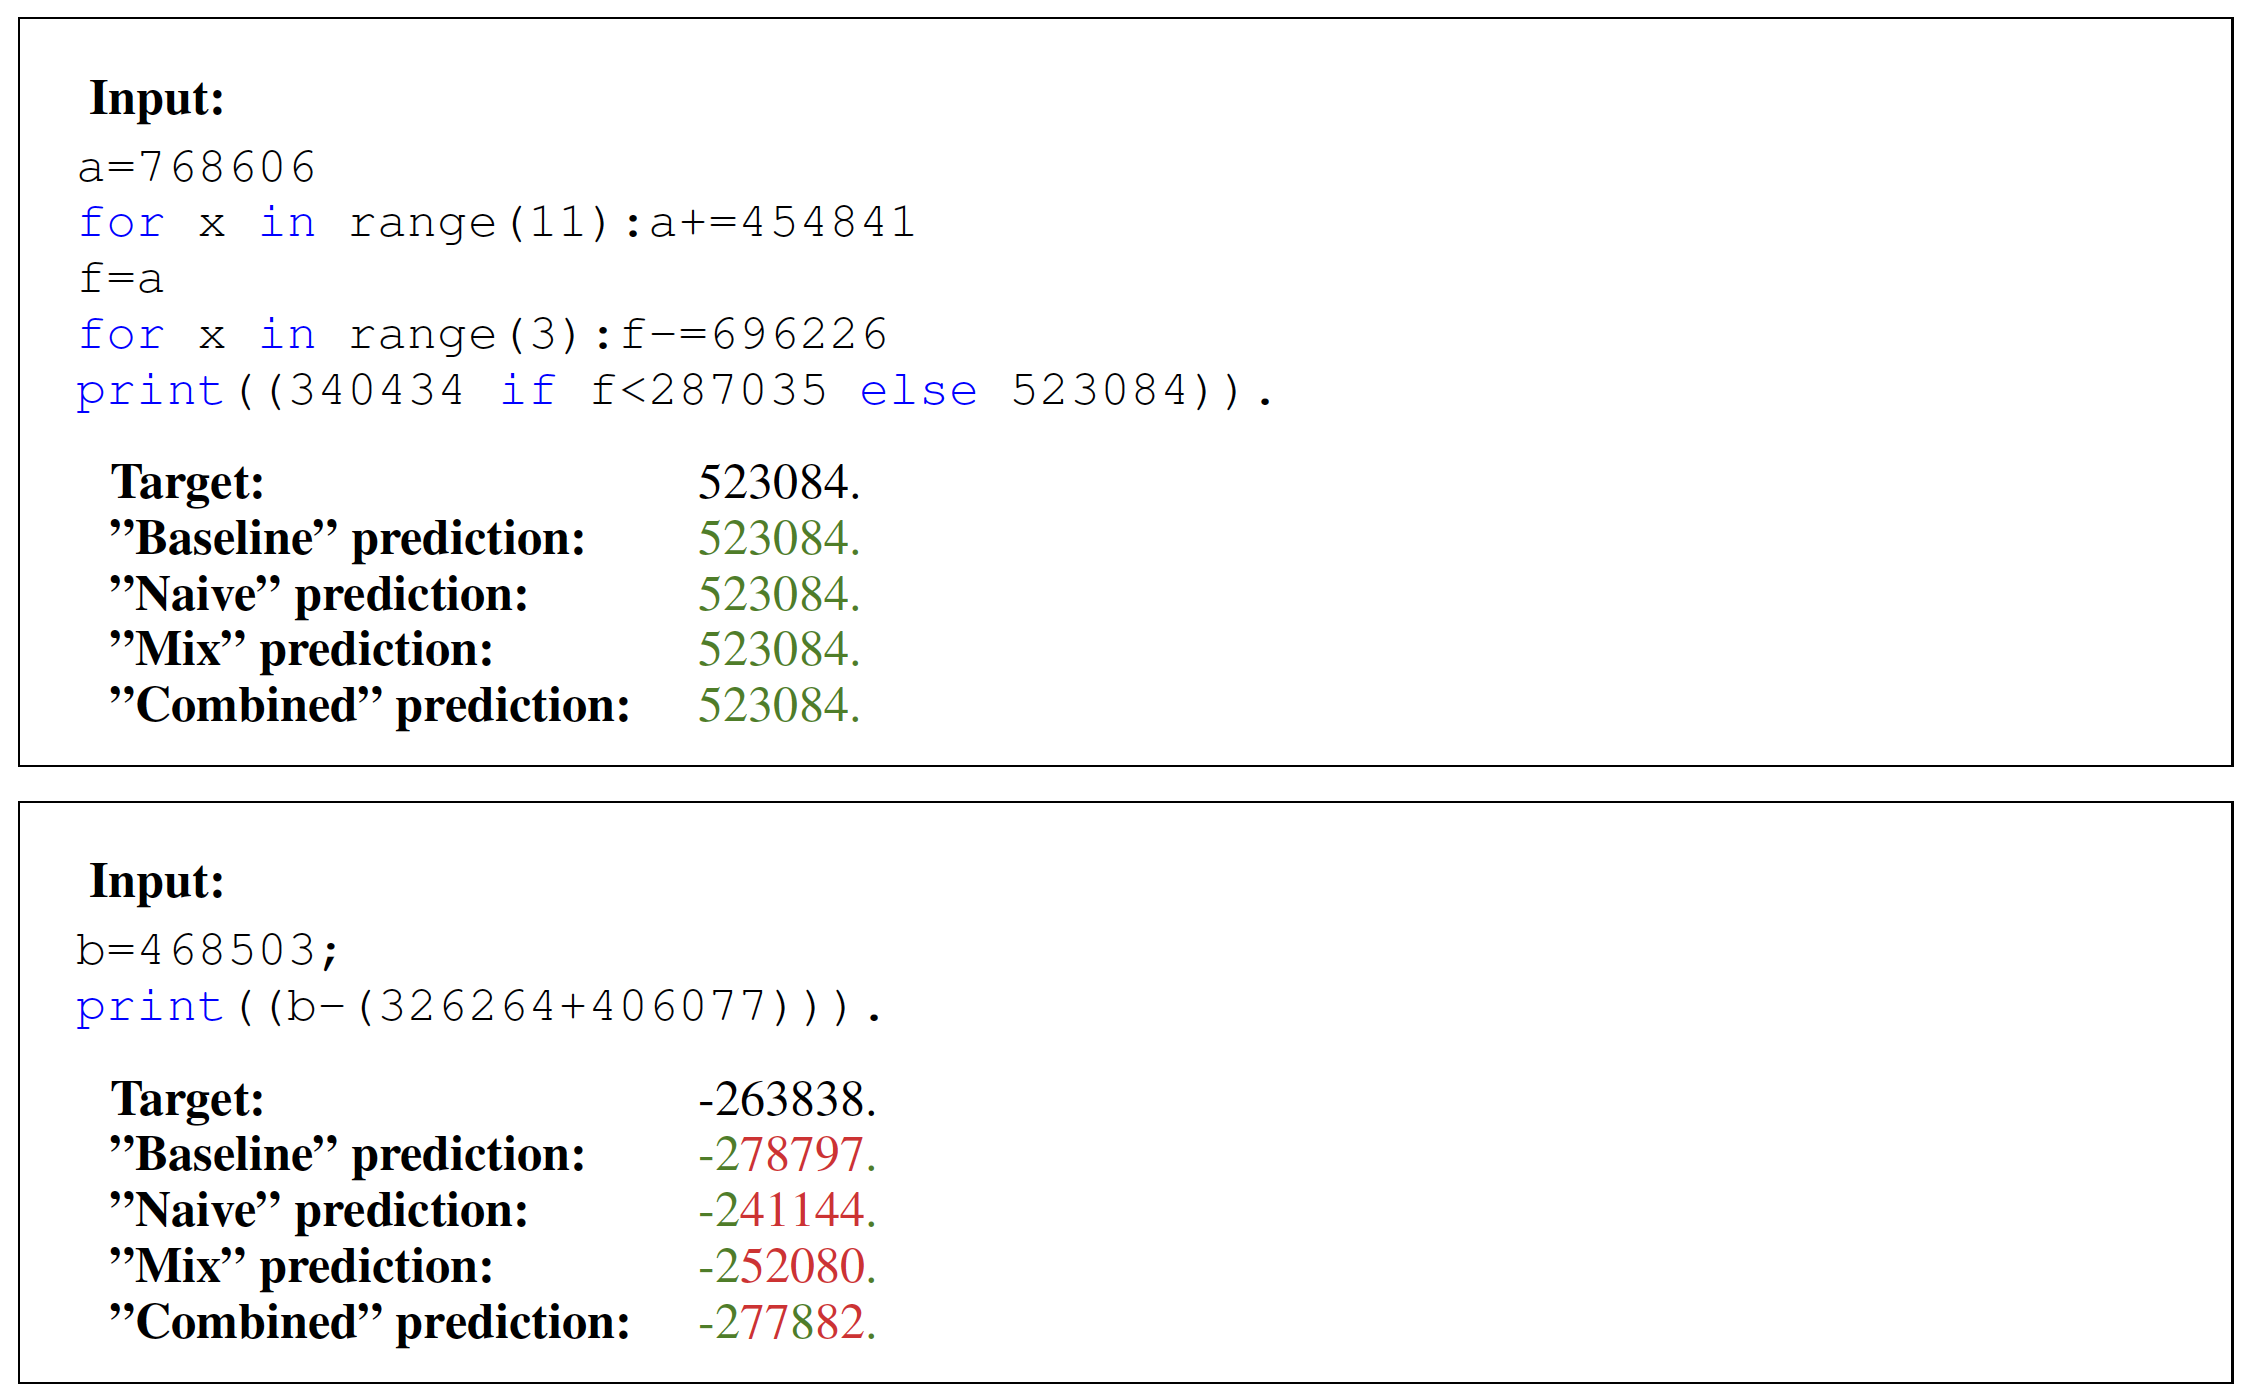 Input:
a=768606
for x in range(11):a+=454841
f=a
for x in range(3):f-=696226
print((340434 if f<287035 else 523084)).
Target: 523084.
”Baseline” prediction: 523084.
”Naive” prediction: 523084.
”Mix” prediction: 523084.
”Combined” prediction: 523084.
Input:
b=468503;
print((b-(326264+406077))).
Target: -263838.
”Baseline” prediction: -278797.
”Naive” prediction: -241144.
”Mix” prediction: -252080.
”Combined” prediction: -277882.